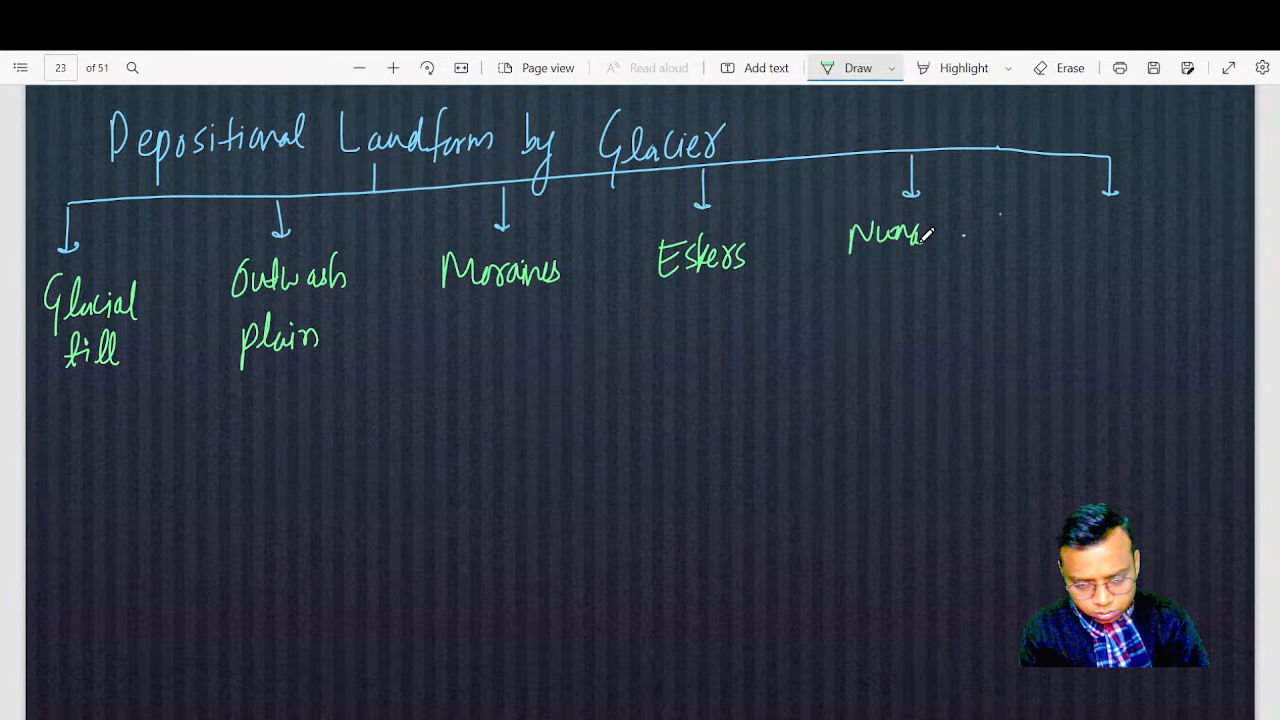 23 of 51 Page view Read aloud Add text Draw Highlight Erase
Depositional Landform by Glacier
Glacial
till
Outwash
plain
Moraines
Eskers
Nuna